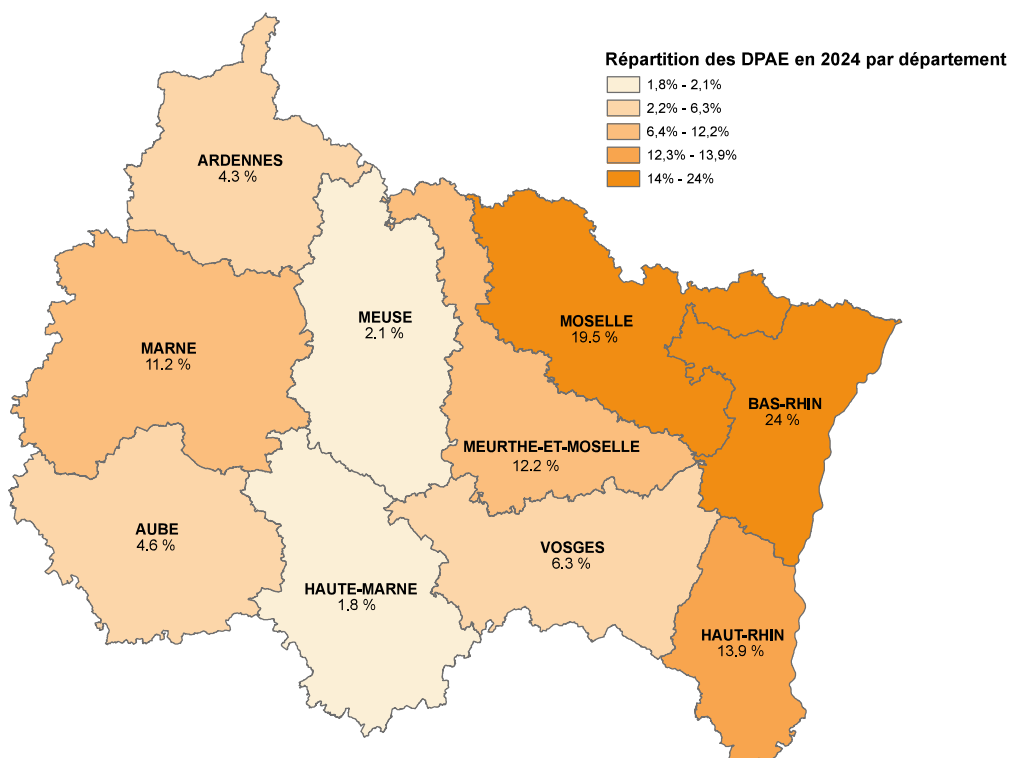 Répartition des DPAE en 2024 par département
1,8% - 2,1%
2,2% - 6,3%
6,4% - 12,2%
12,3% - 13,9%
14% - 24%
ARDENNES
4.3 %
MEUSE
2.1 %
MOSELLE
19.5 %
MARNE
11.2 %
BAS-RHIN
24 %
MEURTHE-ET-MOSELLE
12.2 %
AUBE
4.6 %
VOSGES
6.3 %
HAUTE-MARNE
1.8 %
HAUT-RHIN
13.9 %